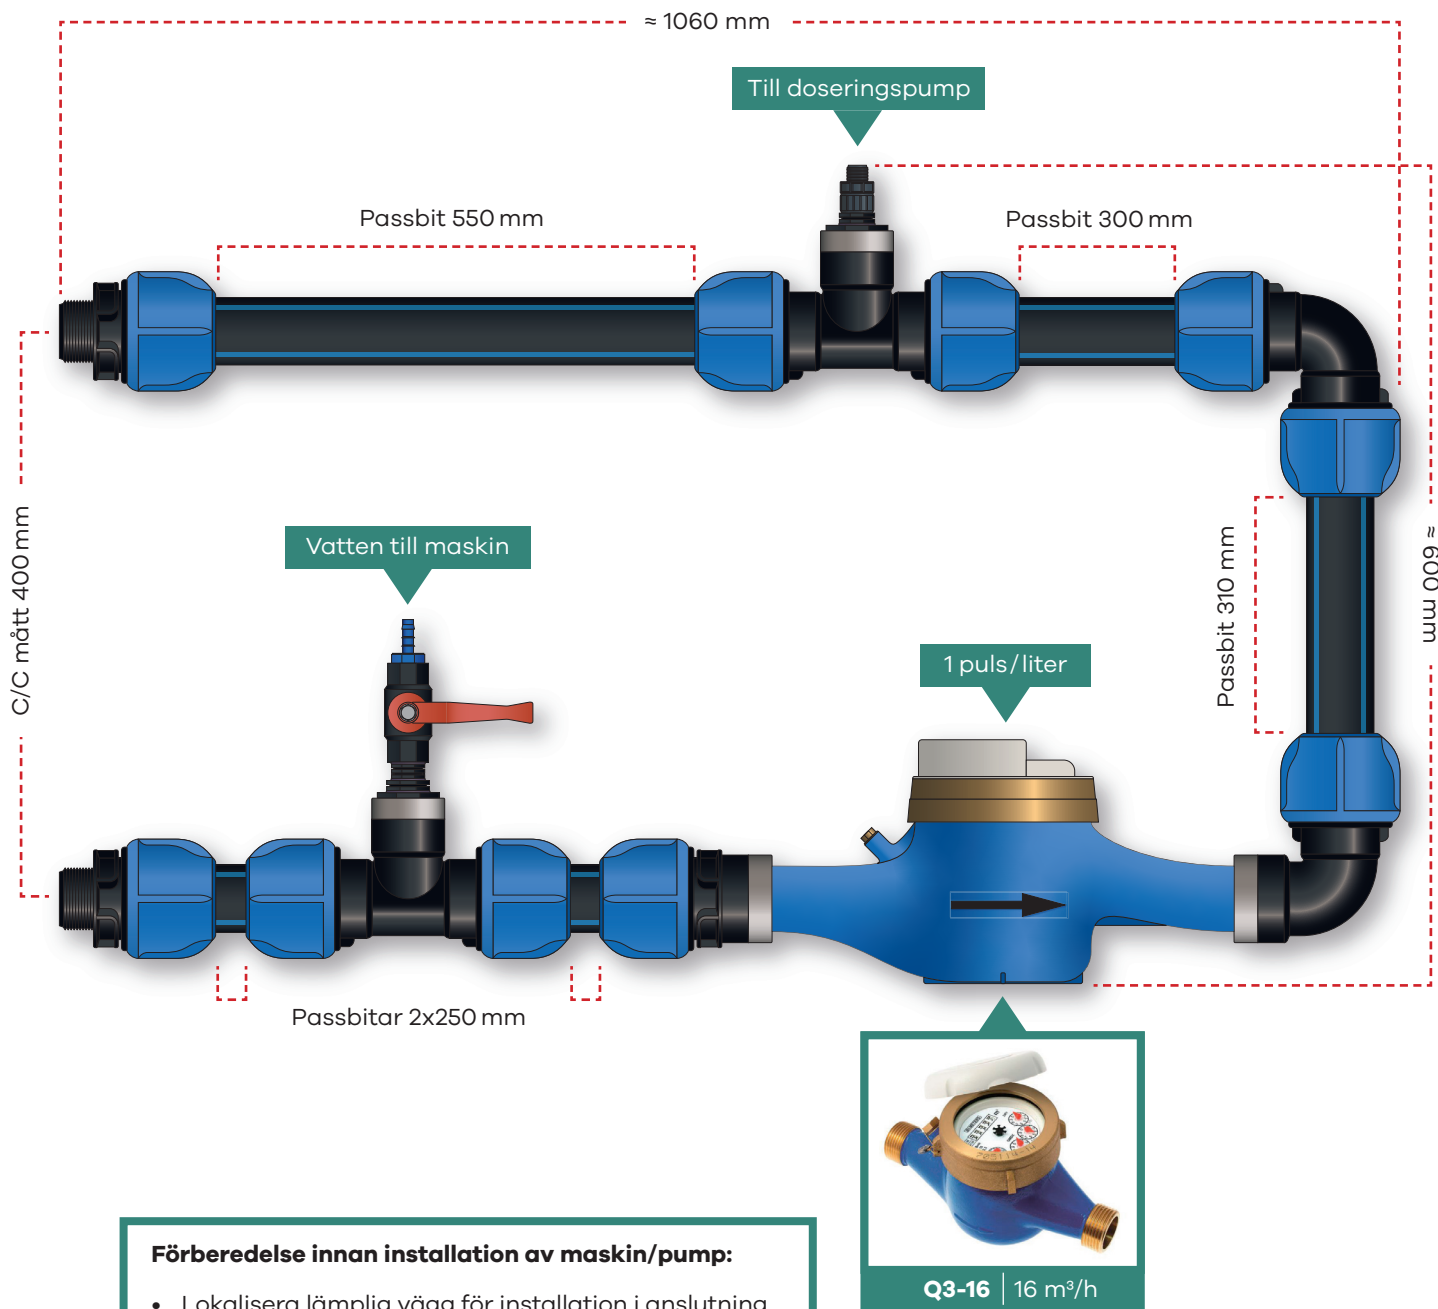 ≈ 1060 mm
Till doseringspump
Passbit 550 mm
Passbit 300 mm
C/C mått 400 mm
Vatten till maskin
1 puls/liter
Passbit 310 mm
≈ 600 mm
Passbitar 2x250 mm
Q3-16 | 16 m³/h
Förberedelse innan installation av maskin/pump:
• Lokalisera lämplig vägg för installation i anslutning